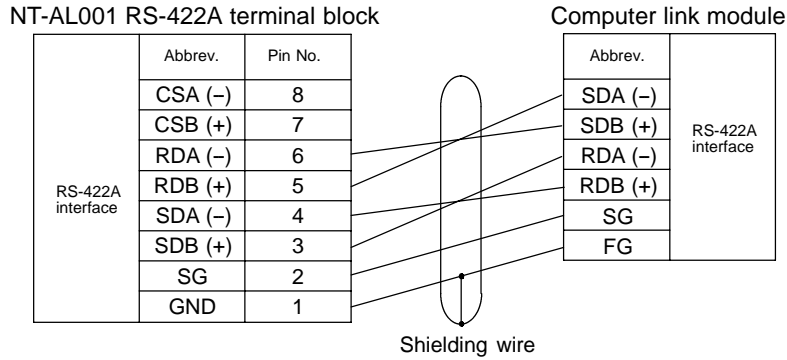 NT-AL001 RS-422A terminal block
Computer link module
Abbrev. Pin No.
CSA (−) 8
CSB (+) 7
RDA (−) 6
RDB (+) 5
SDA (−) 4
SDB (+) 3
SG 2
GND 1
RS-422A
interface
Abbrev.
SDA (−)
SDB (+)
RDA (−)
RDB (+)
SG
FG
RS-422A
interface
Shielding wire